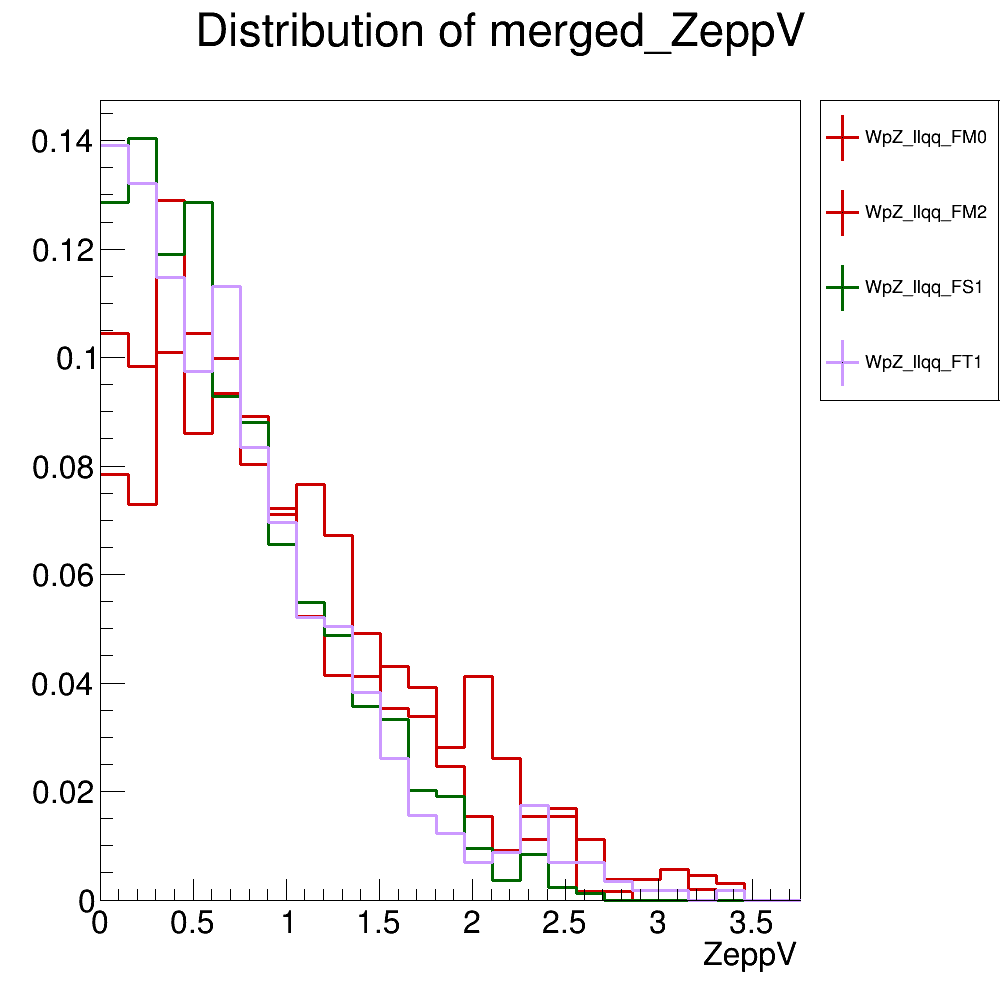 Distribution of merged_ZeppV
0.14
0.12
0.1
0.08
0.06
0.04
0.02
0
0 0.5 1 1.5 2 2.5 3 3.5
ZeppV
WpZ_llqq_FM0
WpZ_llqq_FM2
WpZ_llqq_FS1
WpZ_llqq_FT1